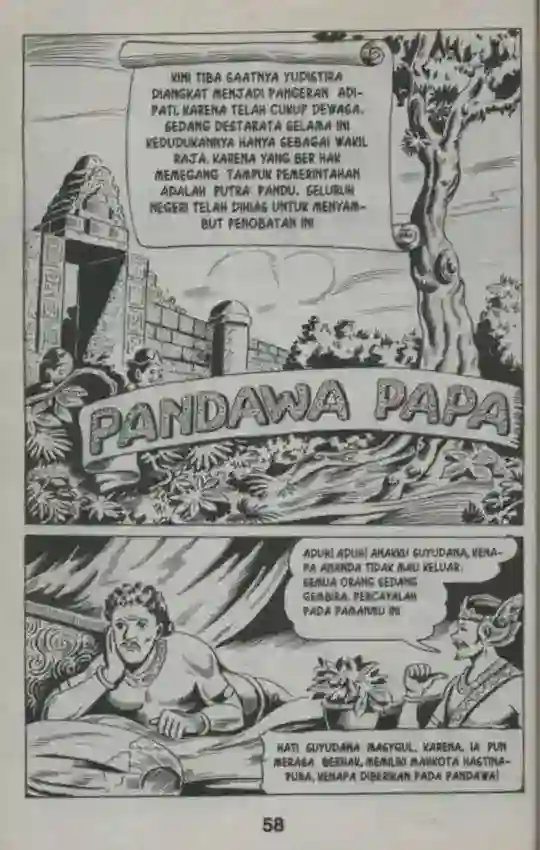 KINI TIBA SAATNYA YUDISTIRA
DIANGKAT MENJADI PANGERAN ADI-
PATI, KARENA TELAH CUKUP DEWASA.
SEDANG DESTARATA SELAMA INI
KEDUDUKANNYA HANYA SEBAGAI WAKIL
RAJA. KARENA YANG BER HAK
MEMEGANG TAMPUK PEMERINTAHAN
ADALAH PUTRA PANDU. SELURUH
NEGERI TELAH DIHIAS UNTUK MENYAM-
BUT PENOBATAN INI
PANDAWA PAPA
ADUH! ADUH! ANAKKU SUYUDANA, KENA-
PA ANANDA TIDAK MAU KELUAR.
SEMUA ORANG SEDANG
GEMBIRA. PERCAYALAH
PADA PAMANMU INI
HATI SUYUDANA MASYGUL. KARENA, IA PUN
MERASA BERHAK, MEMILIKI MAHKOTA HASTINA-
PURA, KENAPA DIBERIKAN PADA PANDAWA!
58